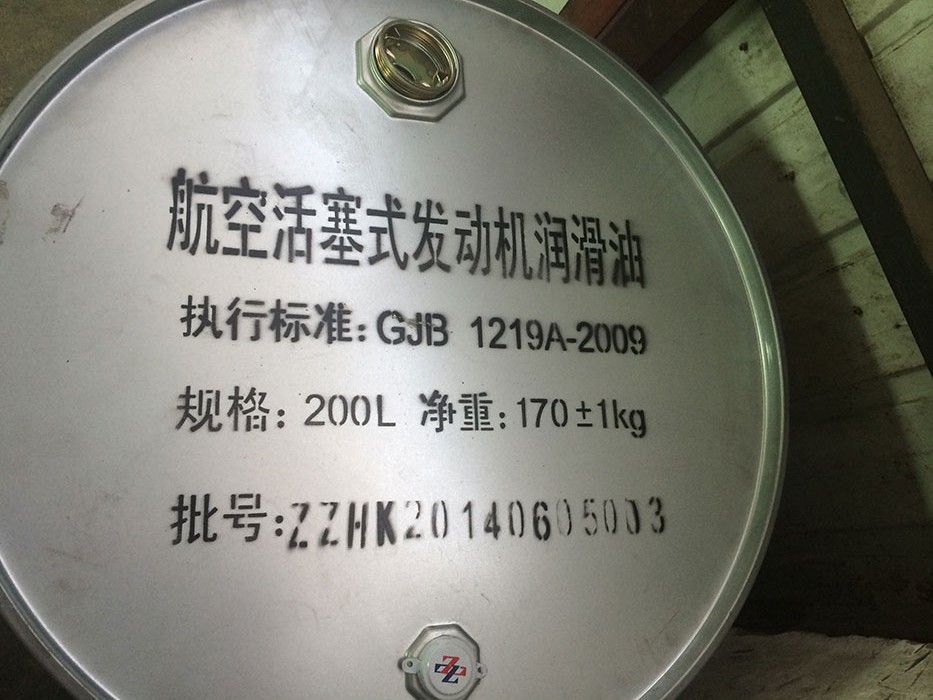 航空活塞式发动机润滑油
执行标准:GJB 1219A-2009
规格: 200L 净重:170±1kg
批号:ZZHK20140605003